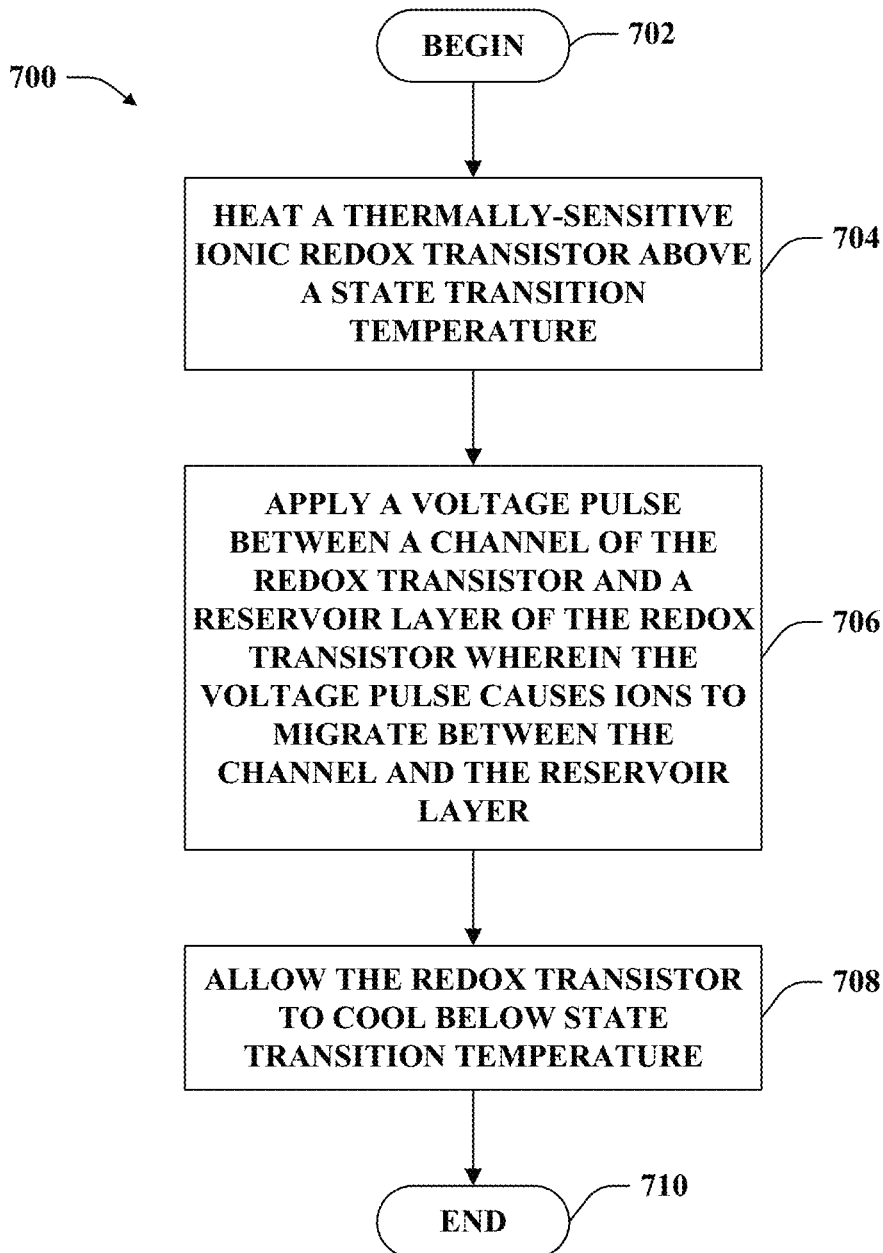 BEGIN
702
700
HEAT A THERMALLY-SENSITIVE
IONIC REDOX TRANSISTOR ABOVE
A STATE TRANSITION
TEMPERATURE
704
APPLY A VOLTAGE PULSE
BETWEEN A CHANNEL OF THE
REDOX TRANSISTOR AND A
RESERVOIR LAYER OF THE REDOX
TRANSISTOR WHEREIN THE
VOLTAGE PULSE CAUSES IONS TO
MIGRATE BETWEEN THE
CHANNEL AND THE RESERVOIR
LAYER
706
ALLOW THE REDOX TRANSISTOR
TO COOL BELOW STATE
TRANSITION TEMPERATURE
708
END
710